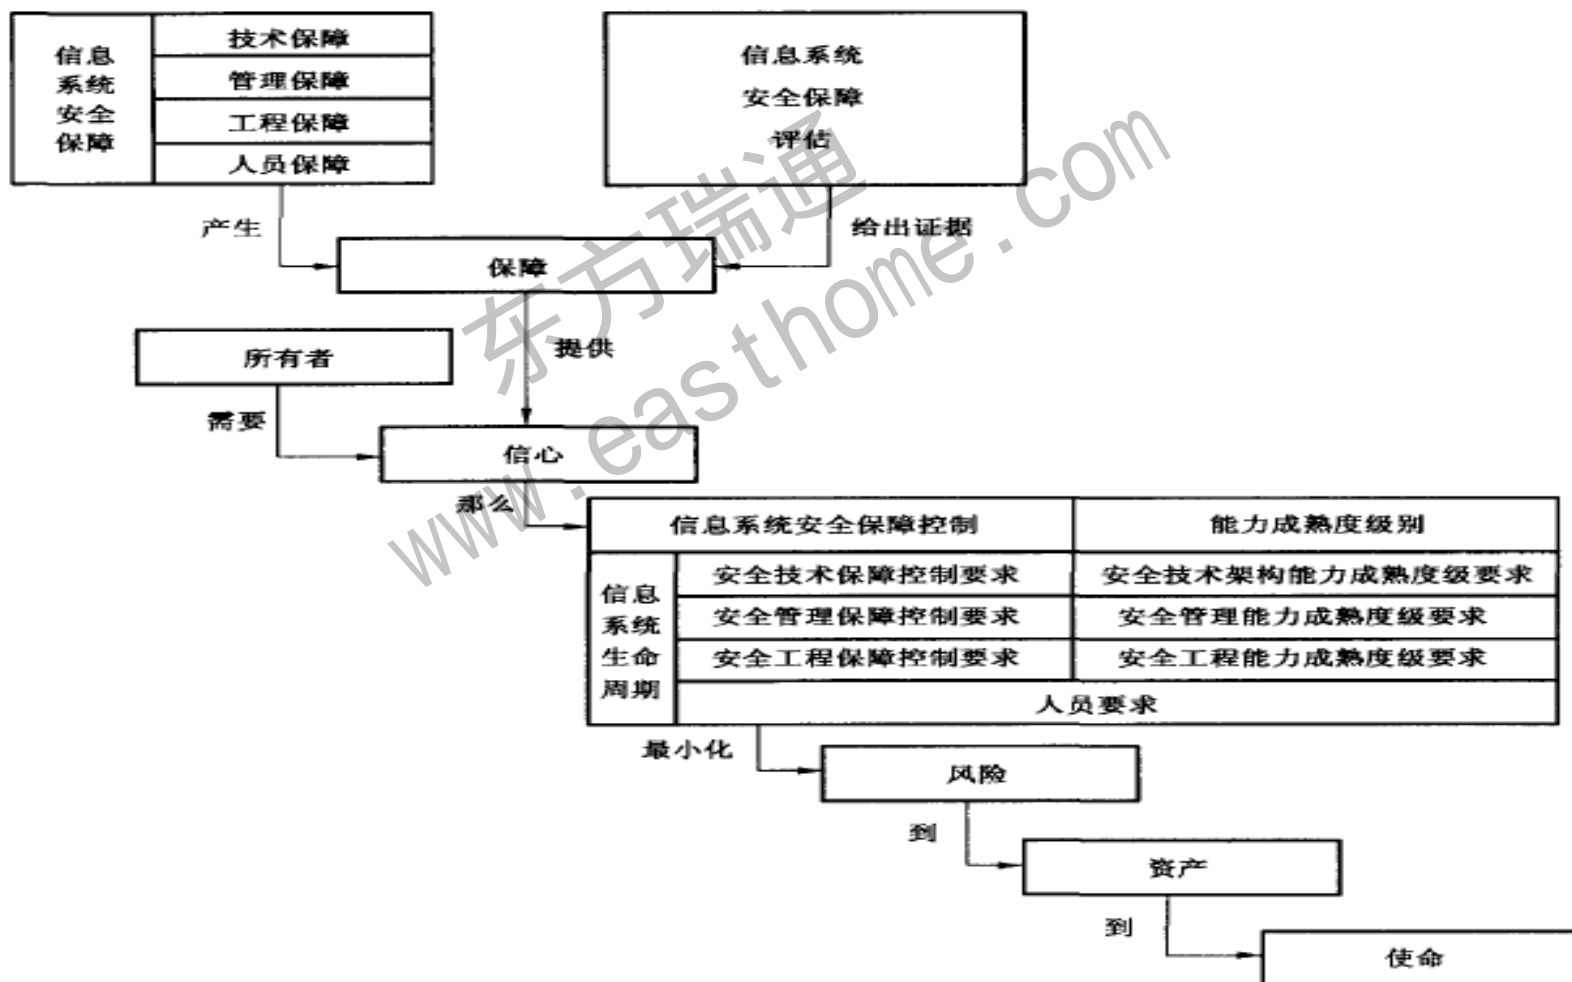 信息
系统
安全
保障
技术保障
管理保障
工程保障
人员保障
信息系统
安全保障
评估
产生
给出证据
保障
所有者
提供
需要
信心
那么
信息系统安全保障控制
能力成熟度级别
信息
系统
生命
周期
安全技术保障控制要求
安全技术架构能力成熟度级要求
安全管理保障控制要求
安全管理能力成熟度级要求
安全工程保障控制要求
安全工程能力成熟度级要求
人员要求
最小化
风险
到
资产
到
使命
东方瑞通
www.easthome.com